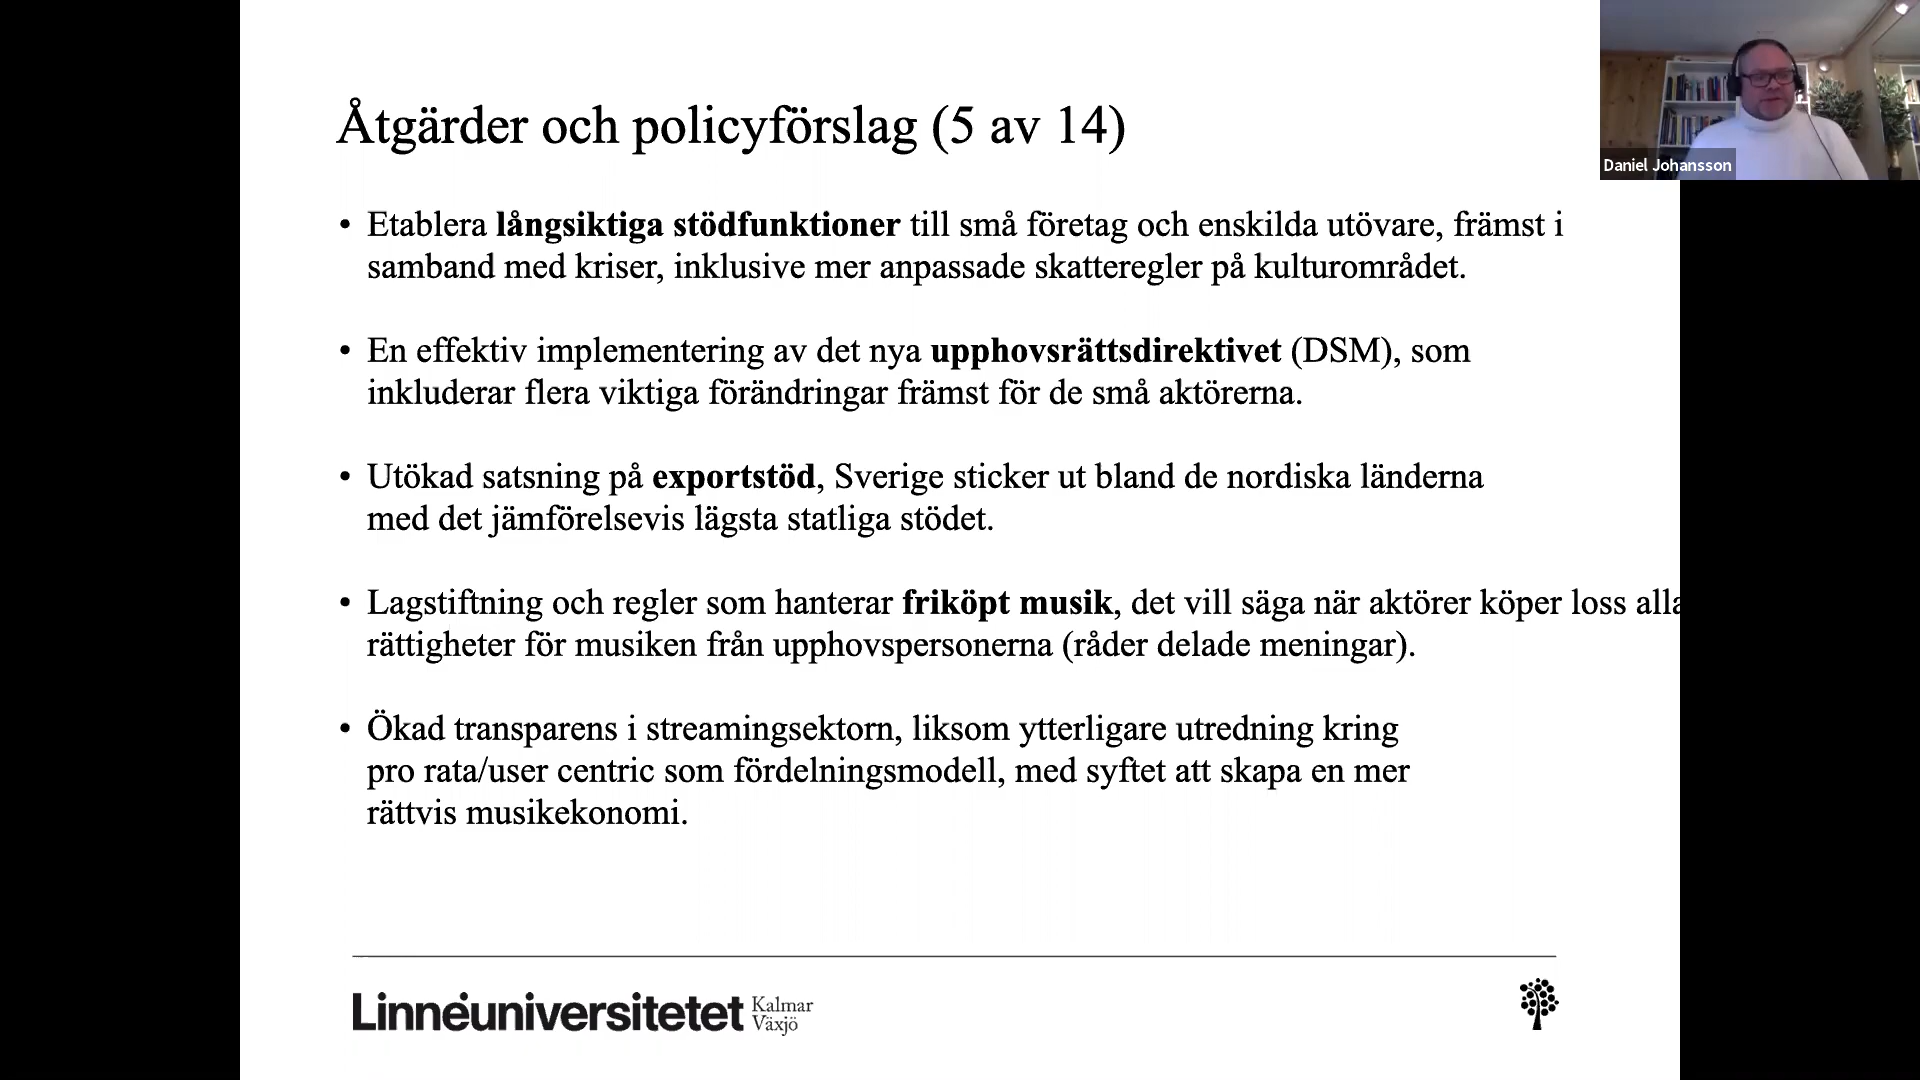 Åtgärder och policyförslag (5 av 14)
Daniel Johansson
• Etablera långsiktiga stödfunktioner till små företag och enskilda utövare, främst i
samband med kriser, inklusive mer anpassade skatteregler på kulturområdet.
• En effektiv implementering av det nya upphovsrättsdirektivet (DSM), som
inkluderar flera viktiga förändringar främst för de små aktörerna.
• Utökad satsning på exportstöd, Sverige sticker ut bland de nordiska länderna
med det jämförelsevis lägsta statliga stödet.
• Lagstiftning och regler som hanterar friköpt musik, det vill säga när aktörer köper loss alla
rättigheter för musiken från upphovspersonerna (råder delade meningar).
• Ökad transparens i streamingsektorn, liksom ytterligare utredning kring
pro rata/user centric som fördelningsmodell, med syftet att skapa en mer
rättvis musikekonomi.
Linnéuniversitetet
Kalmar
Växjö